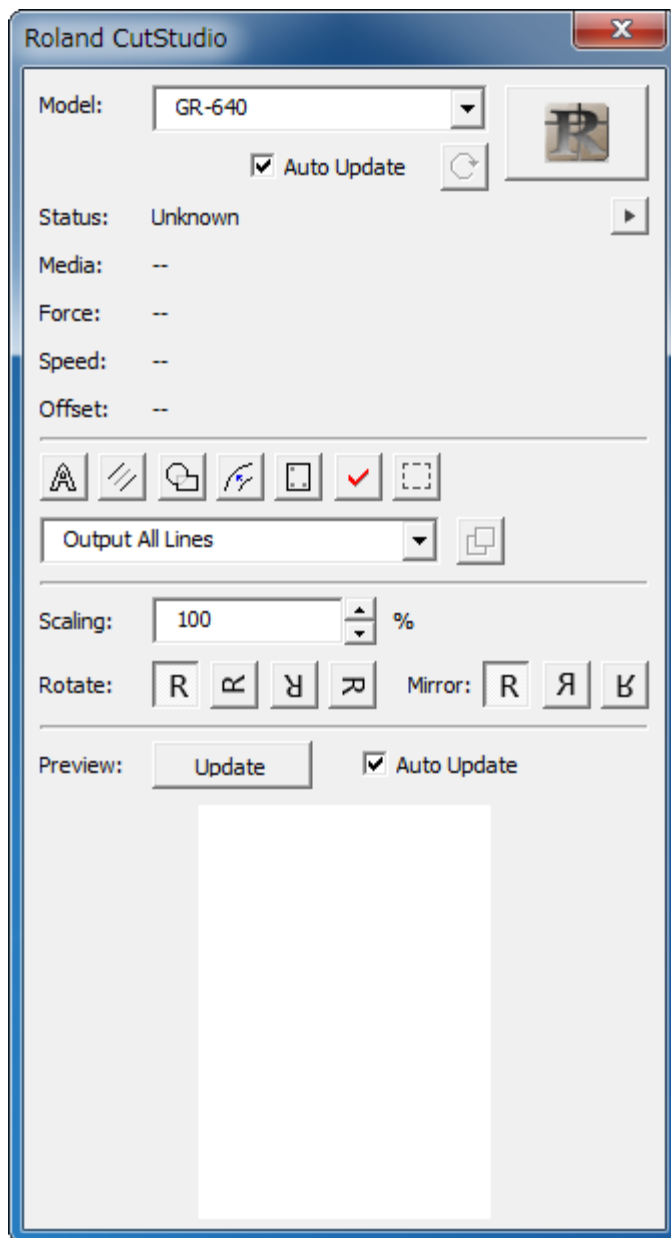 Roland CutStudio
Model: GR-640
Auto Update
Status: Unknown
Media: --
Force: --
Speed: --
Offset: --
Output All Lines
Scaling: 100 %
Rotate: R R R R Mirror: R R R
Preview: Update Auto Update